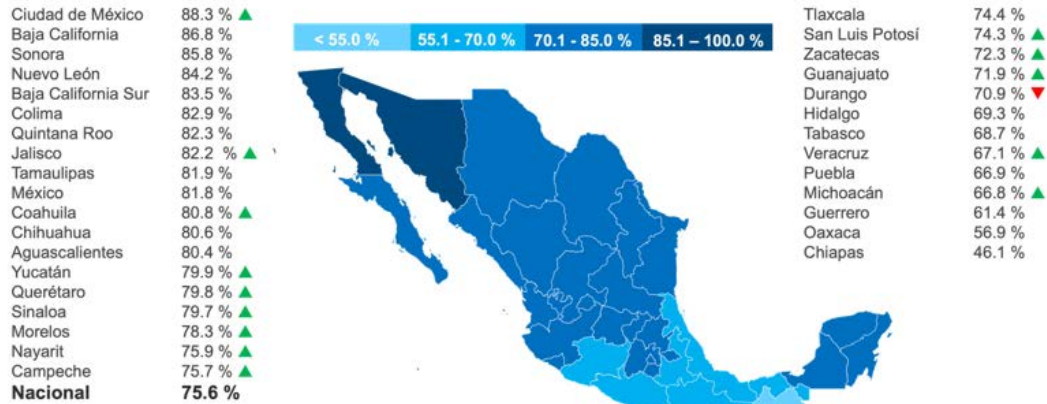 Ciudad de México 88.3 % ▲
Baja California 86.8 %
Sonora 85.8 %
Nuevo León 84.2 %
Baja California Sur 83.5 %
Colima 82.9 %
Quintana Roo 82.3 %
Jalisco 82.2 % ▲
Tamaulipas 81.9 %
México 81.8 %
Coahuila 80.8 % ▲
Chihuahua 80.6 %
Aguascalientes 80.4 %
Yucatán 79.9 % ▲
Querétaro 79.8 % ▲
Sinaloa 79.7 % ▲
Morelos 78.3 % ▲
Nayarit 75.9 % ▲
Campeche 75.7 % ▲
Nacional 75.6 %
< 55.0 % 55.1 - 70.0 % 70.1 - 85.0 % 85.1 – 100.0 %
Tlaxcala 74.4 %
San Luis Potosí 74.3 % ▲
Zacatecas 72.3 % ▲
Guanajuato 71.9 % ▲
Durango 70.9 % ▼
Hidalgo 69.3 %
Tabasco 68.7 %
Veracruz 67.1 % ▲
Puebla 66.9 %
Michoacán 66.8 % ▲
Guerrero 61.4 %
Oaxaca 56.9 %
Chiapas 46.1 %